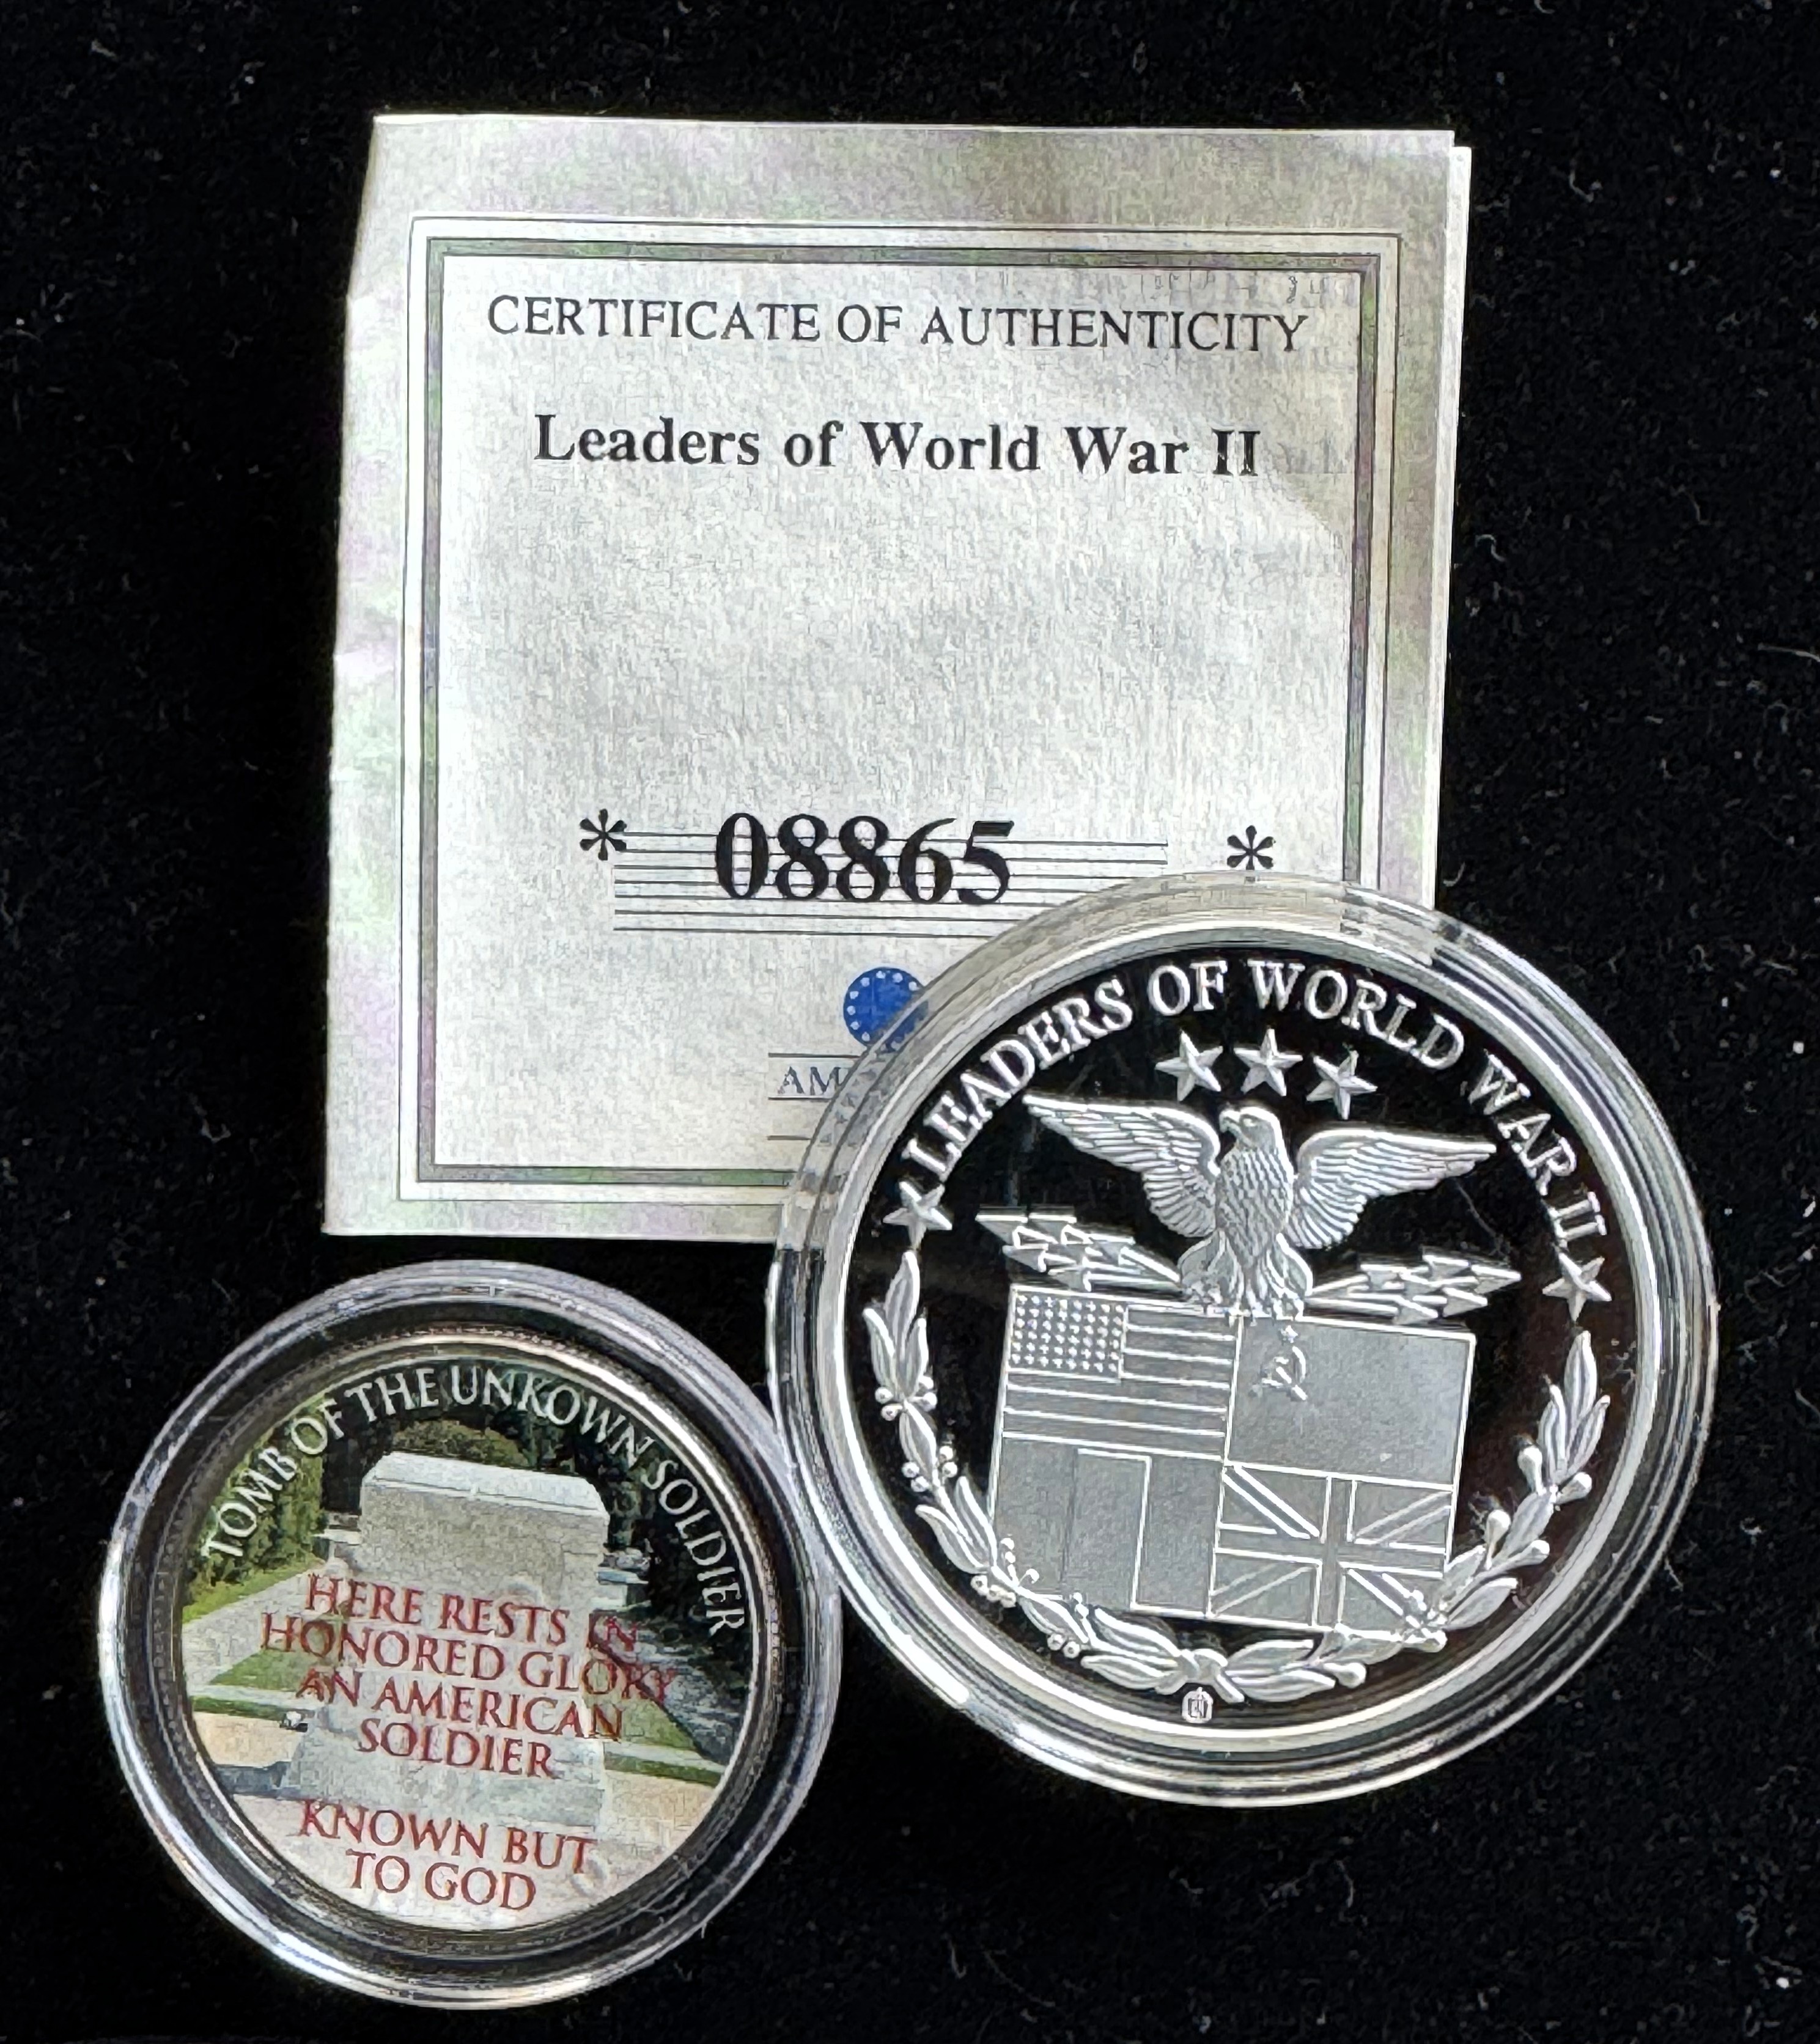 CERTIFICATE OF AUTHENTICITY
Leaders of World War II
* 08865 *
AM
LEADERS OF WORLD WAR II
TOMB OF THE UNKOWN SOLDIER
HERE RESTS IN
HONORED GLORY
AN AMERICAN
SOLDIER
KNOWN BUT
TO GOD